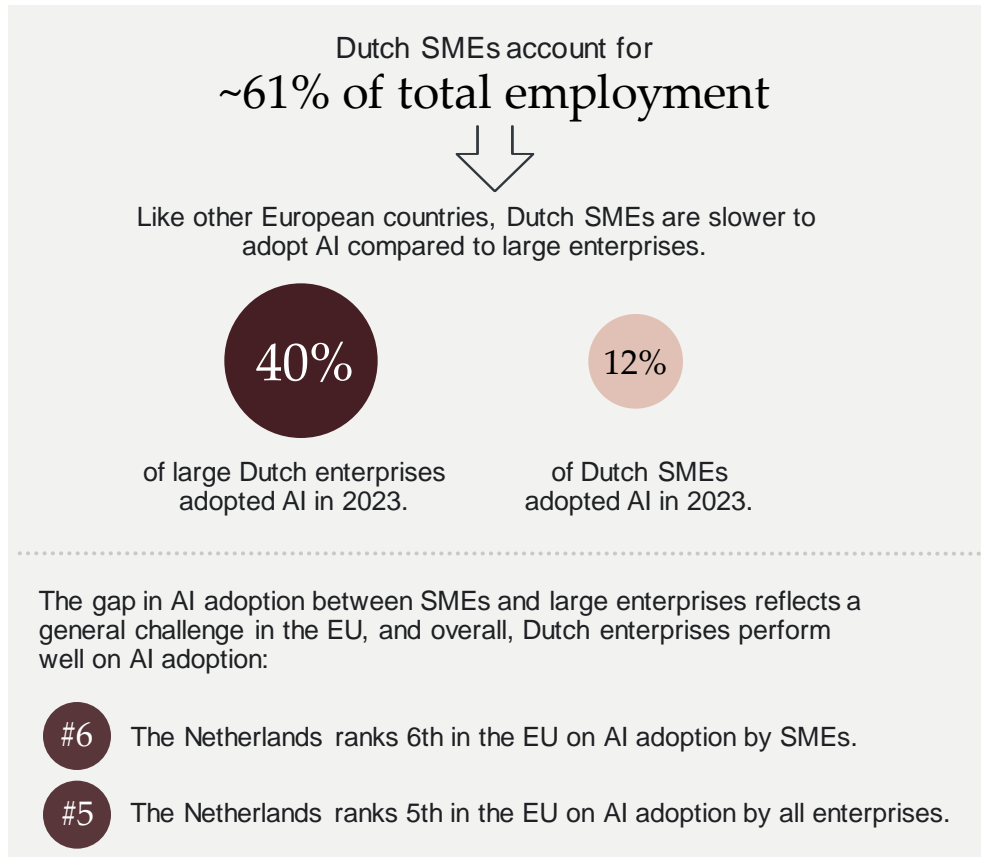 Dutch SMEs account for
~61% of total employment
Like other European countries, Dutch SMEs are slower to
adopt AI compared to large enterprises.
40%
12%
of large Dutch enterprises
adopted AI in 2023.
of Dutch SMEs
adopted AI in 2023.
The gap in AI adoption between SMEs and large enterprises reflects a
general challenge in the EU, and overall, Dutch enterprises perform
well on AI adoption:
#6
The Netherlands ranks 6th in the EU on AI adoption by SMEs.
#5
The Netherlands ranks 5th in the EU on AI adoption by all enterprises.